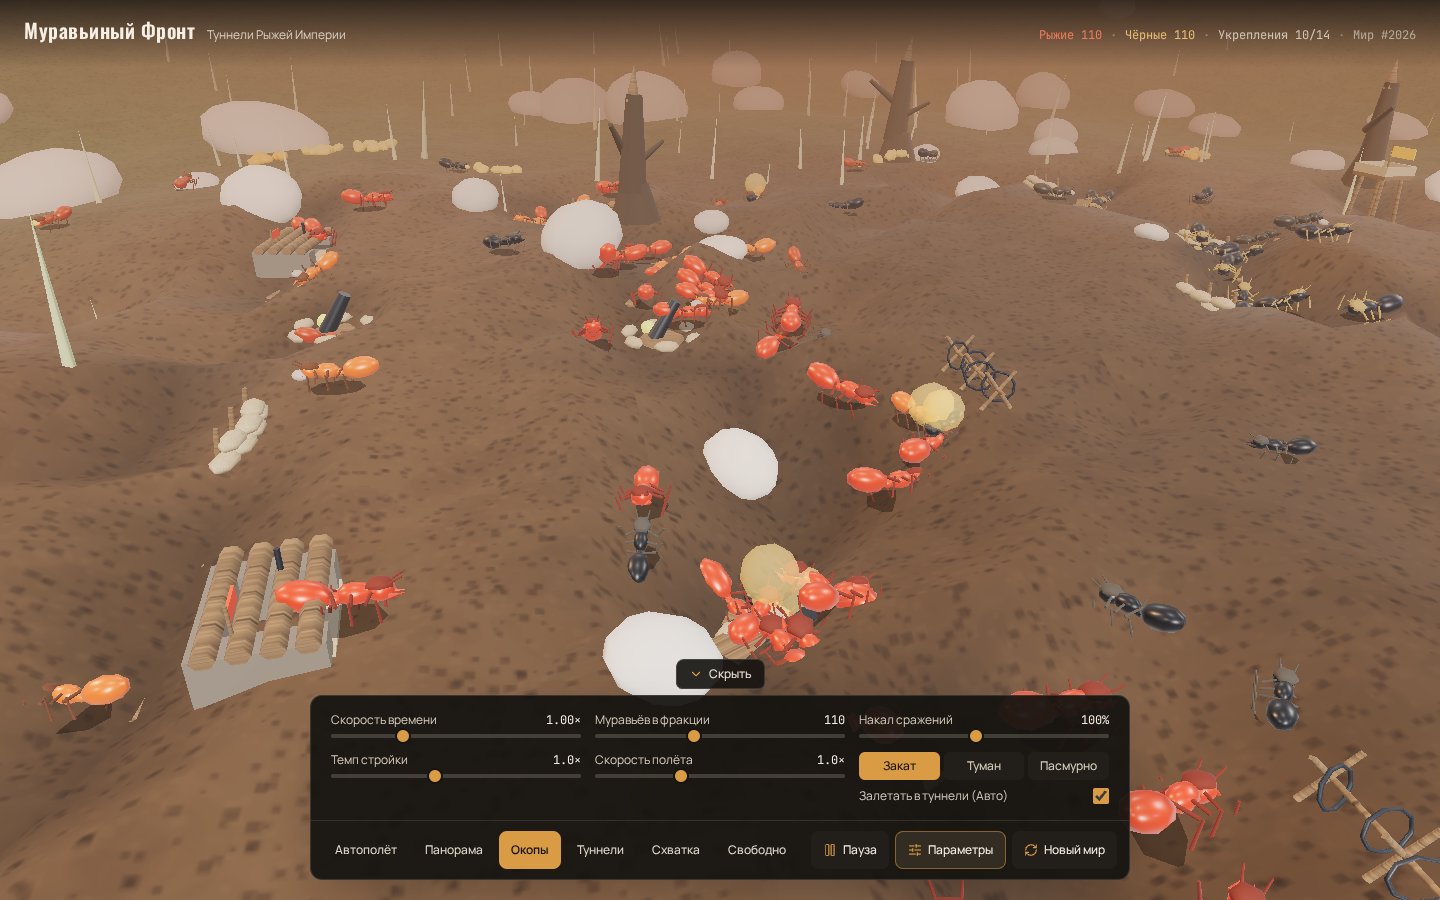 Муравьиный Фронт Туннели Рыжей Империи
Рыжие 110 · Чёрные 110 · Укрепления 10/14 · Мир #2026
Скрыть
Скорость времени 1.00× Муравьёв в фракции 110 Накал сражений 100%
Темп стройки 1.0× Скорость полёта 1.0× Закат Туман Пасмурно
Залетать в туннели (Авто)
Автополёт Панорама Окопы Туннели Схватка Свободно Пауза Параметры Новый мир